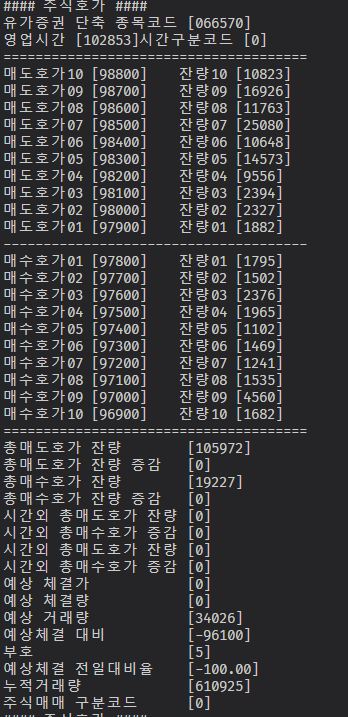 #### 주식호가 ####
유가증권 단축 종목코드 [066570]
영업시간 [102853]시간구분코드 [0]
======================================
매도호가10 [98800]    잔량10 [10823]
매도호가09 [98700]    잔량09 [16926]
매도호가08 [98600]    잔량08 [11763]
매도호가07 [98500]    잔량07 [25080]
매도호가06 [98400]    잔량06 [10648]
매도호가05 [98300]    잔량05 [14573]
매도호가04 [98200]    잔량04 [9556]
매도호가03 [98100]    잔량03 [2394]
매도호가02 [98000]    잔량02 [2327]
매도호가01 [97900]    잔량01 [1882]
--------------------------------------
매수호가01 [97800]    잔량01 [1795]
매수호가02 [97700]    잔량02 [1502]
매수호가03 [97600]    잔량03 [2376]
매수호가04 [97500]    잔량04 [1965]
매수호가05 [97400]    잔량05 [1102]
매수호가06 [97300]    잔량06 [1469]
매수호가07 [97200]    잔량07 [1241]
매수호가08 [97100]    잔량08 [1535]
매수호가09 [97000]    잔량09 [4560]
매수호가10 [96900]    잔량10 [1682]
======================================
총매도호가 잔량        [105972]
총매도호가 잔량 증감   [0]
총매수호가 잔량        [19227]
총매수호가 잔량 증감   [0]
시간외 총매도호가 잔량 [0]
시간외 총매수호가 증감 [0]
시간외 총매도호가 잔량 [0]
시간외 총매수호가 증감 [0]
예상 체결가            [0]
예상 체결량            [0]
예상 거래량            [34026]
예상체결 대비          [-96100]
부호                   [5]
예상체결 전일대비율    [-100.00]
누적거래량             [610925]
주식매매 구분코드      [0]
#### 주식호가 ####